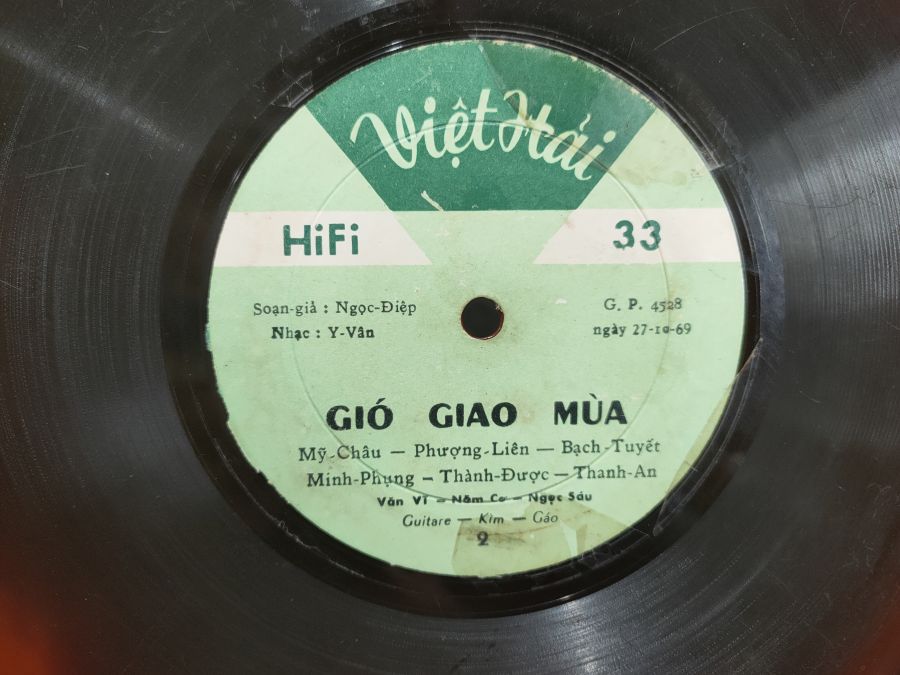 Việt Hải
HiFi 33
Soạn-giả : Ngọc-Điệp G. P. 4528
Nhạc : Y-Vân ngày 27-10-69
GIÓ GIAO MÙA
Mỹ-Châu — Phượng-Liên — Bạch-Tuyết
Minh-Phụng — Thành-Được — Thanh-An
Văn Vĩ — Năm Cơ — Ngọc Sáu
Guitare — Kìm — Gáo
2